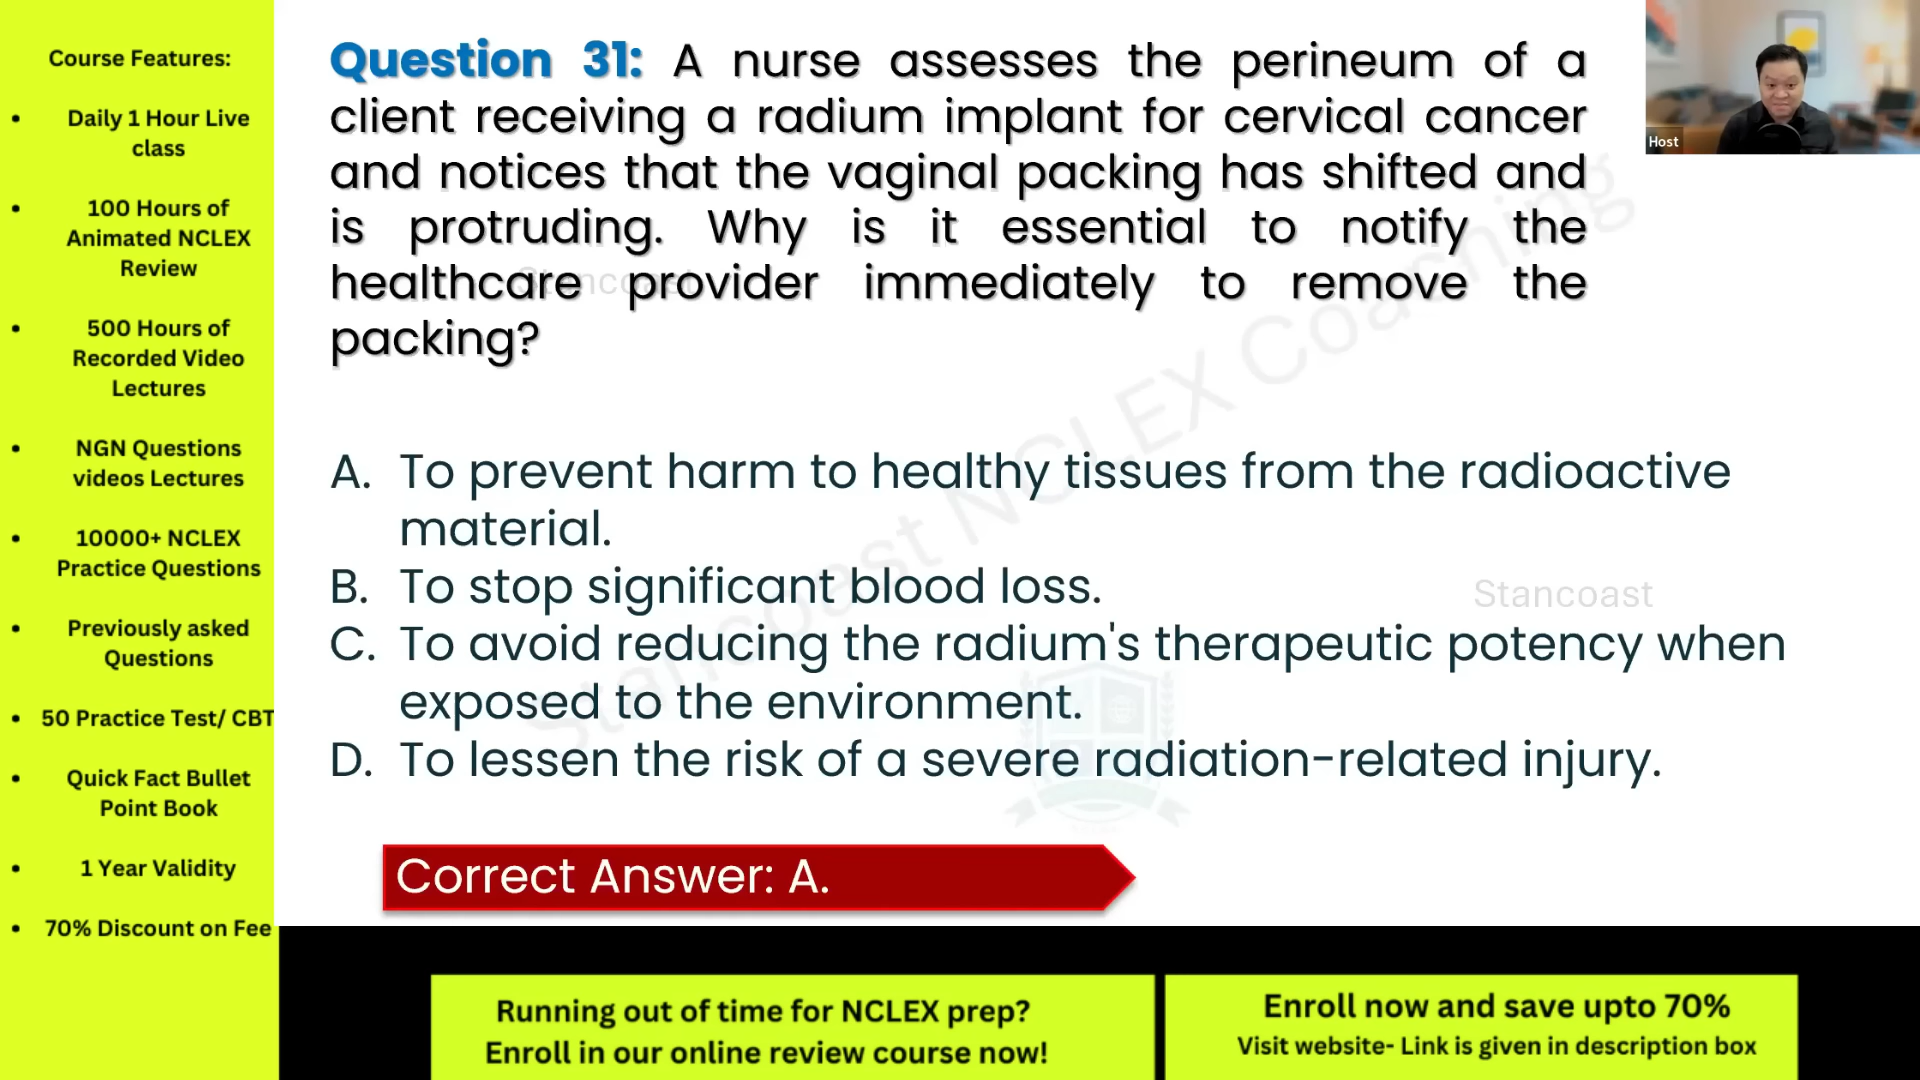 Course Features:
• Daily 1 Hour Live
class
• 100 Hours of
Animated NCLEX
Review
• 500 Hours of
Recorded Video
Lectures
• NGN Questions
videos Lectures
• 10000+ NCLEX
Practice Questions
• Previously asked
Questions
• 50 Practice Test/ CBT
• Quick Fact Bullet
Point Book
• 1 Year Validity
• 70% Discount on Fee
Question 31: A nurse assesses the perineum of a
client receiving a radium implant for cervical cancer
and notices that the vaginal packing has shifted and
is protruding. Why is it essential to notify the
healthcare provider immediately to remove the
packing?
A. To prevent harm to healthy tissues from the radioactive
material.
B. To stop significant blood loss.
C. To avoid reducing the radium's therapeutic potency when
exposed to the environment.
D. To lessen the risk of a severe radiation-related injury.
Correct Answer: A.
Host
Stancoast
Stancoast
Stancoast NCLEX Coaching
Running out of time for NCLEX prep?
Enroll in our online review course now!
Enroll now and save upto 70%
Visit website- Link is given in description box